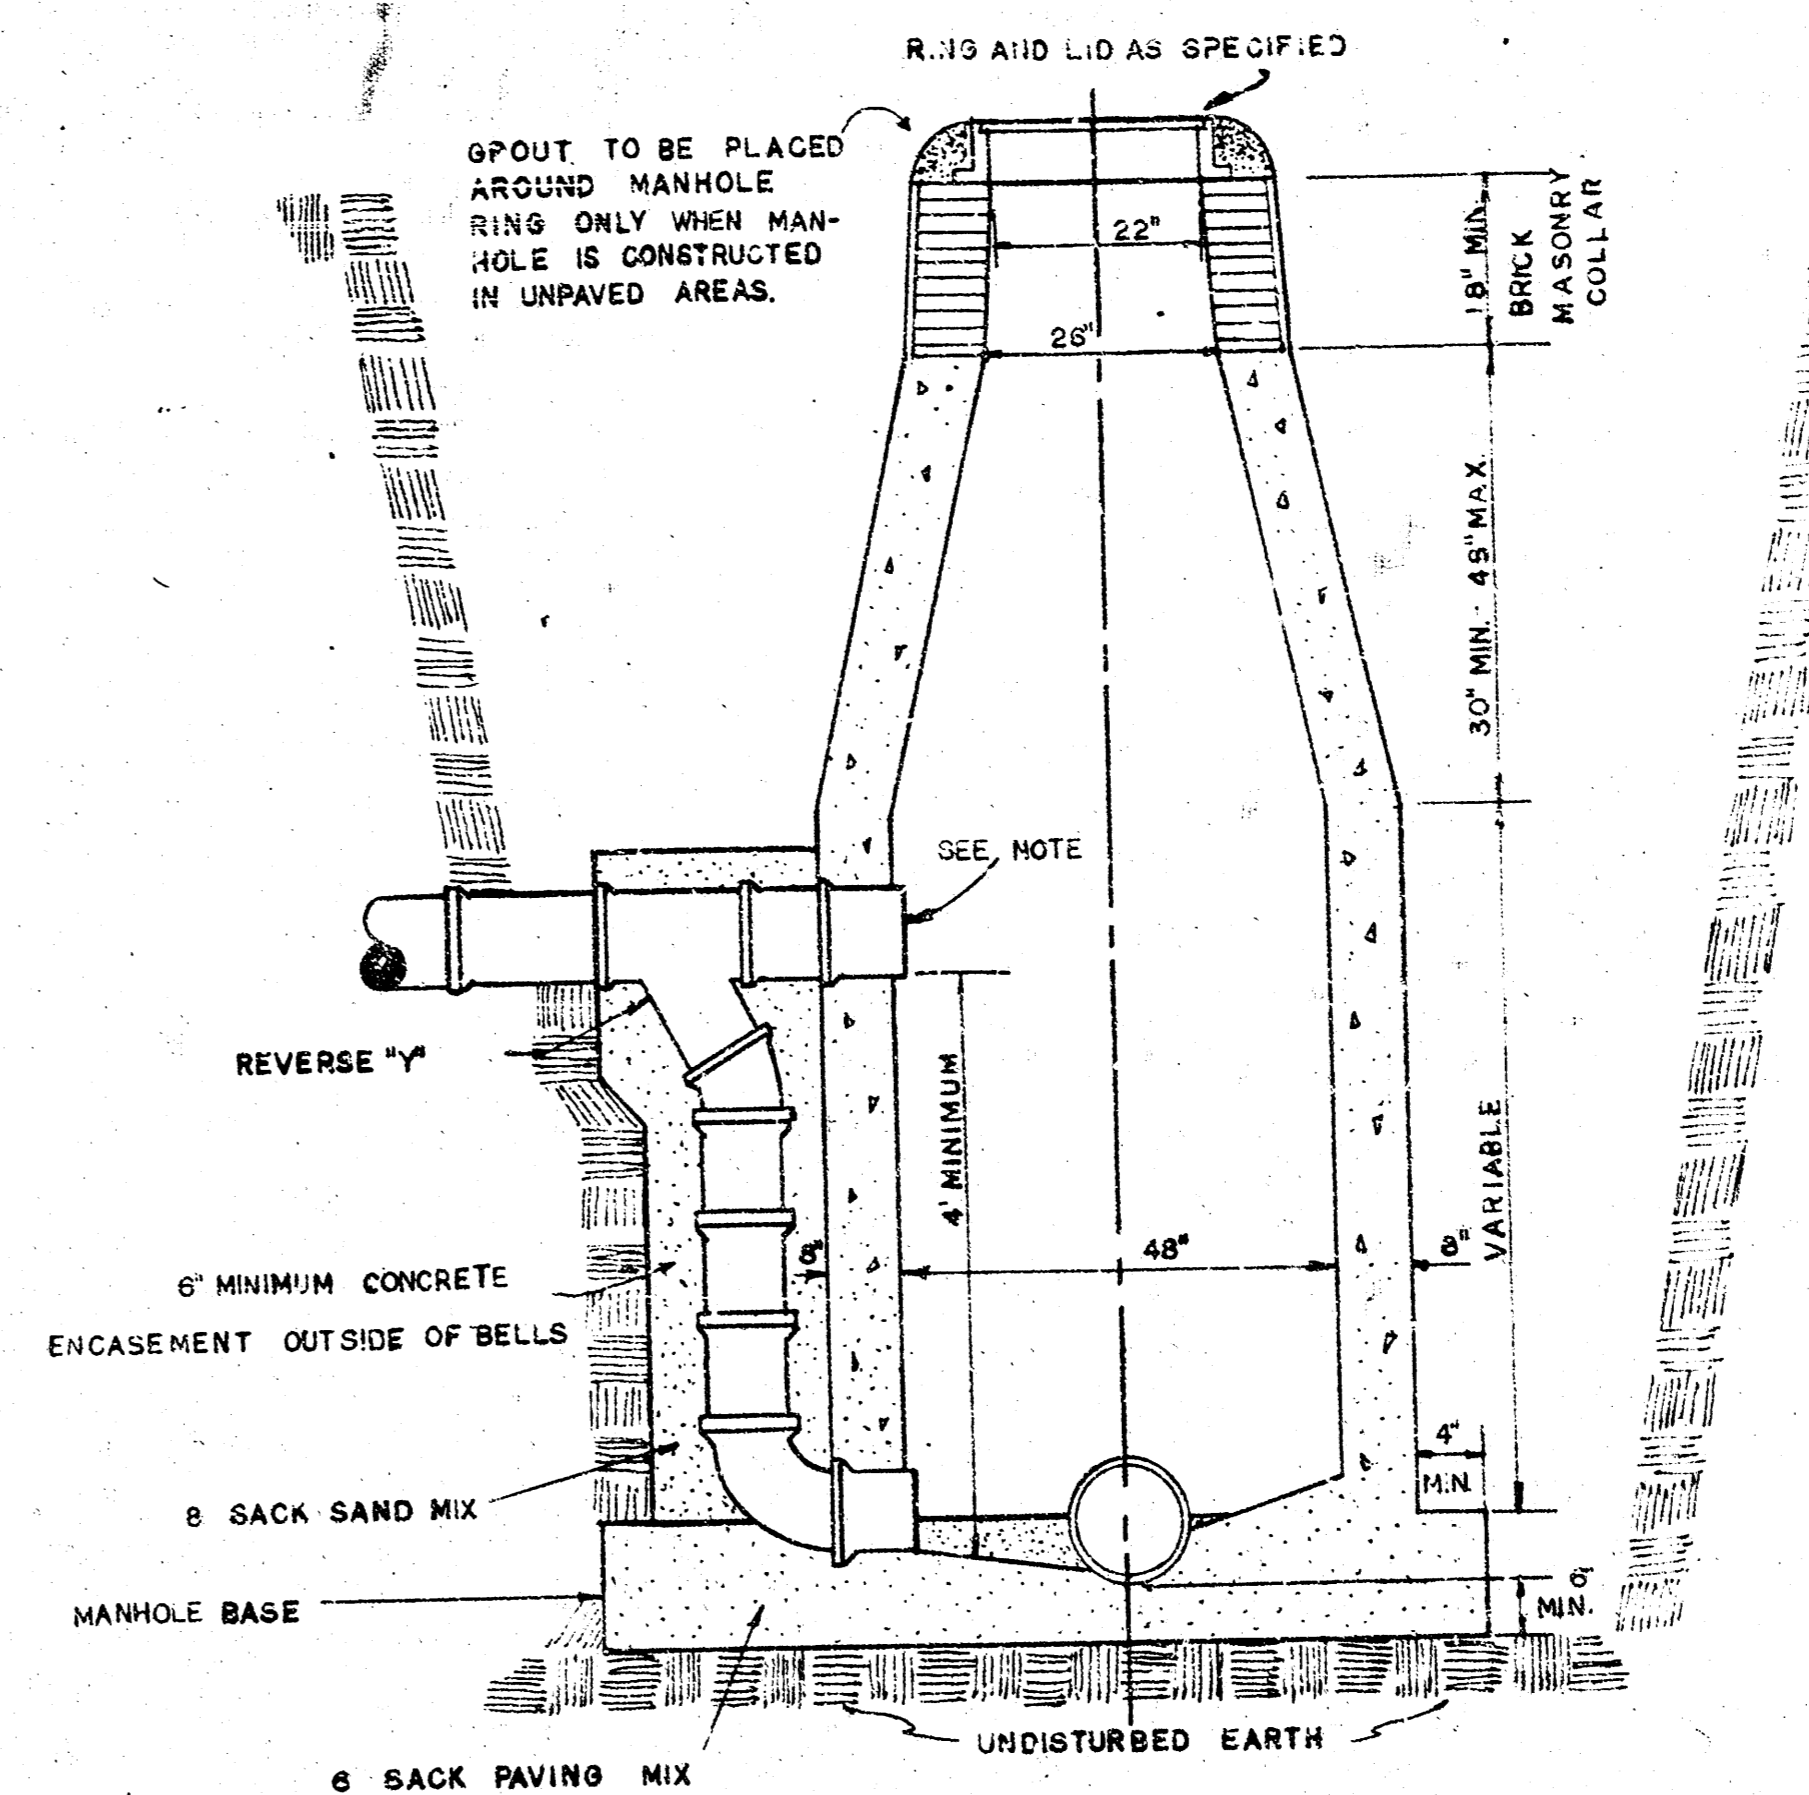 RING AND LID AS SPECIFIED
GROUT TO BE PLACED
AROUND MANHOLE
RING ONLY WHEN MAN-
HOLE IS CONSTRUCTED
IN UNPAVED AREAS.
22"
26"
18" MIN.
BRICK
MASONRY
COLLAR
30" MIN. - 48" MAX.
SEE NOTE
REVERSE "Y"
4' MINIMUM
VARIABLE
8"
48"
8"
6" MINIMUM CONCRETE
ENCASEMENT OUTSIDE OF BELLS
4"
MIN.
8 SACK SAND MIX
MANHOLE BASE
MIN.
UNDISTURBED EARTH
6 SACK PAVING MIX